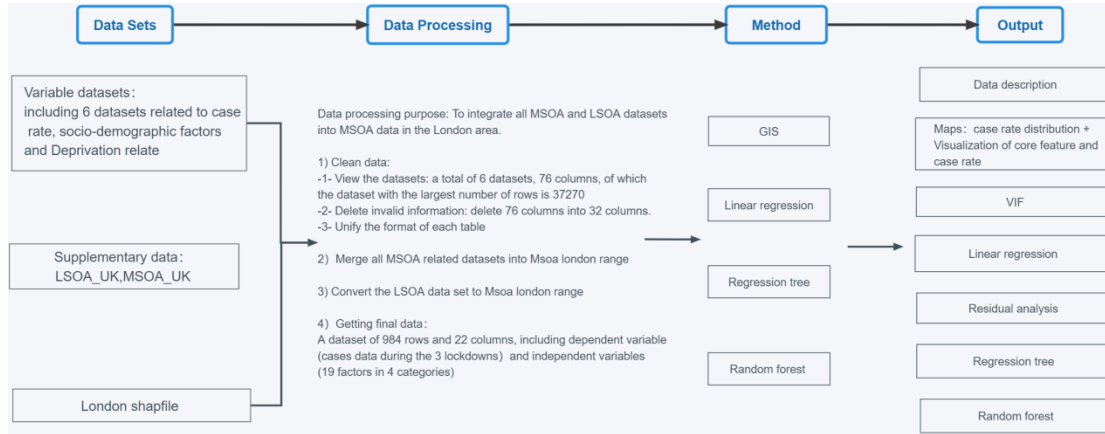 Data Sets
Data Processing
Method
Output
Variable datasets：
including 6 datasets related to case
rate, socio-demographic factors
and Deprivation relate
Supplementary data：
LSOA_UK,MSOA_UK
London shapfile
Data processing purpose: To integrate all MSOA and LSOA datasets
into MSOA data in the London area.
1) Clean data:
-1- View the datasets: a total of 6 datasets, 76 columns, of which
the dataset with the largest number of rows is 37270
-2- Delete invalid information: delete 76 columns into 32 columns.
-3- Unify the format of each table
2）Merge all MSOA related datasets into Msoa london range
3) Convert the LSOA data set to Msoa london range
4）Getting final data：
A dataset of 984 rows and 22 columns, including dependent variable
(cases data during the 3 lockdowns）and independent variables
(19 factors in 4 categories)
GIS
Linear regression
Regression tree
Random forest
Data description
Maps：case rate distribution +
Visualization of core feature and
case rate
VIF
Linear regression
Residual analysis
Regression tree
Random forest